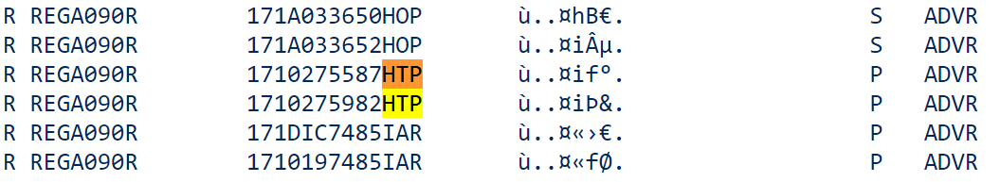 R REGA090R 171A033650HOP ù..¤hB€. S ADVR
R REGA090R 171A033652HOP ù..¤iÂµ. S ADVR
R REGA090R 1710275587HTP ù..¤ifº. P ADVR
R REGA090R 1710275982HTP ù..¤iÞ&. P ADVR
R REGA090R 171DIC7485IAR ù..¤«›€. P ADVR
R REGA090R 1710197485IAR ù..¤«fØ. P ADVR